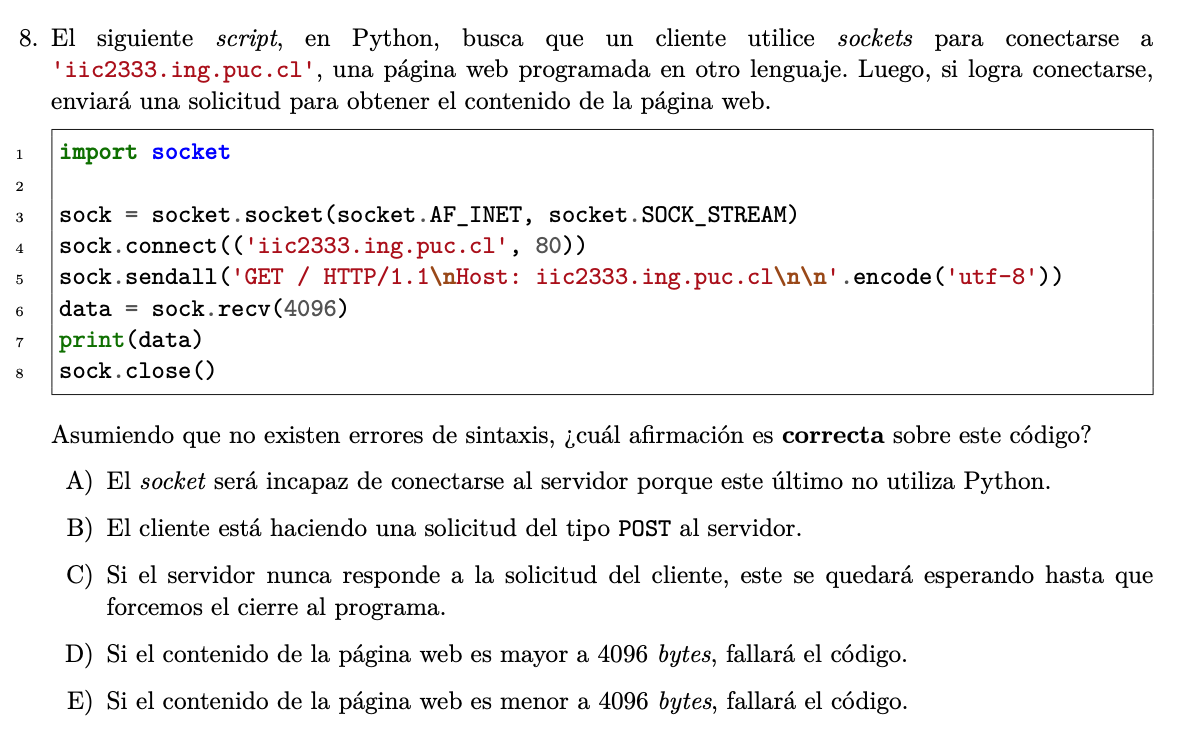 8. El siguiente script, en Python, busca que un cliente utilice sockets para conectarse a
'iic2333.ing.puc.cl', una página web programada en otro lenguaje. Luego, si logra conectarse,
enviará una solicitud para obtener el contenido de la página web.
1 import socket
2
3 sock = socket.socket(socket.AF_INET, socket.SOCK_STREAM)
4 sock.connect(('iic2333.ing.puc.cl', 80))
5 sock.sendall('GET / HTTP/1.1\nHost: iic2333.ing.puc.cl\n\n'.encode('utf-8'))
6 data = sock.recv(4096)
7 print(data)
8 sock.close()
Asumiendo que no existen errores de sintaxis, ¿cuál afirmación es correcta sobre este código?
A) El socket será incapaz de conectarse al servidor porque este último no utiliza Python.
B) El cliente está haciendo una solicitud del tipo POST al servidor.
C) Si el servidor nunca responde a la solicitud del cliente, este se quedará esperando hasta que
forcemos el cierre al programa.
D) Si el contenido de la página web es mayor a 4096 bytes, fallará el código.
E) Si el contenido de la página web es menor a 4096 bytes, fallará el código.